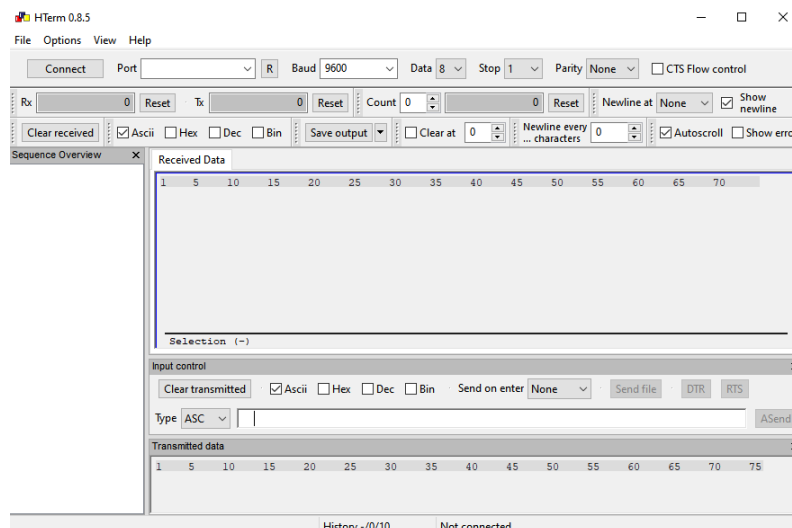 HTerm 0.8.5
File Options View Help
Connect Port R Baud 9600 Data 8 Stop 1 Parity None CTS Flow control
Rx 0 Reset Tx 0 Reset Count 0 0 Reset Newline at None Show newline
Clear received Ascii Hex Dec Bin Save output Clear at 0 Newline every ... characters 0 Autoscroll Show erro
Sequence Overview X Received Data
1 5 10 15 20 25 30 35 40 45 50 55 60 65 70
Selection (-)
Input control
Clear transmitted Ascii Hex Dec Bin Send on enter None Send file DTR RTS
Type ASC ASend
Transmitted data
1 5 10 15 20 25 30 35 40 45 50 55 60 65 70 75
History -/0/10 Not connected